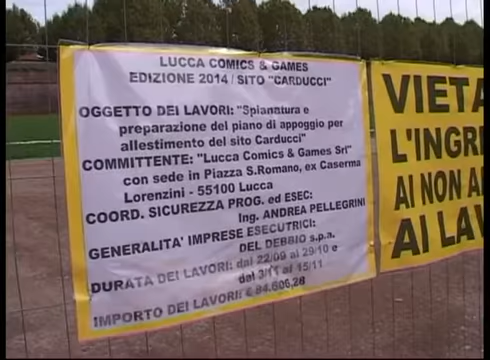 LUCCA COMICS & GAMES
EDIZIONE 2014 / SITO "CARDUCCI"
OGGETTO DEI LAVORI: "Spianatura e
preparazione del piano di appoggio per
allestimento del sito Carducci"
COMMITTENTE: "Lucca Comics & Games Srl"
con sede in Piazza S.Romano, ex Caserma
Lorenzini - 55100 Lucca
COORD. SICUREZZA PROG. ed ESEC:
Ing. ANDREA PELLEGRINI
GENERALITA' IMPRESE ESECUTRICI:
DEL DEBBIO s.p.a.
DURATA DEI LAVORI: dal 22/09 al 29/10 e
dal 3/11 al 15/11
IMPORTO DEI LAVORI: € 84.606,28
VIETA
L'INGR
AI NON A
AI LAV